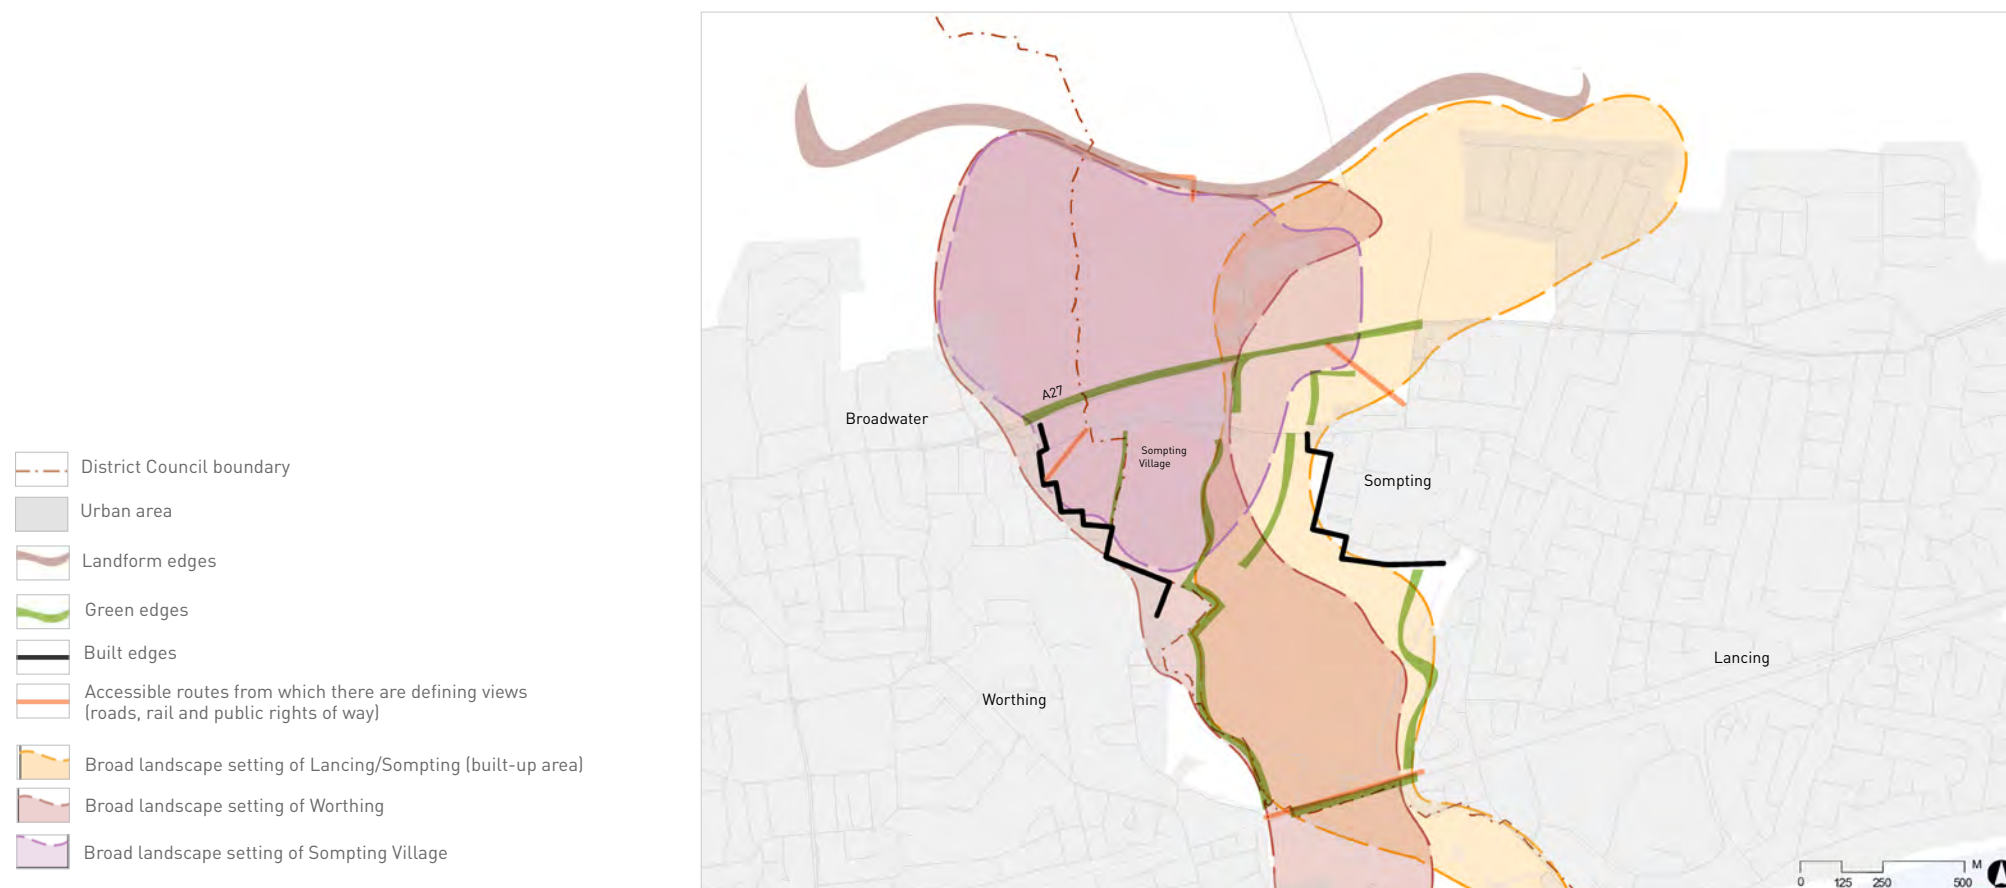 District Council boundary
Urban area
Landform edges
Green edges
Built edges
Accessible routes from which there are defining views
(roads, rail and public rights of way)
Broad landscape setting of Lancing/Sompting (built-up area)
Broad landscape setting of Worthing
Broad landscape setting of Sompting Village
A27
Broadwater
Sompting
Village
Sompting
Lancing
Worthing
M
0 125 250 500